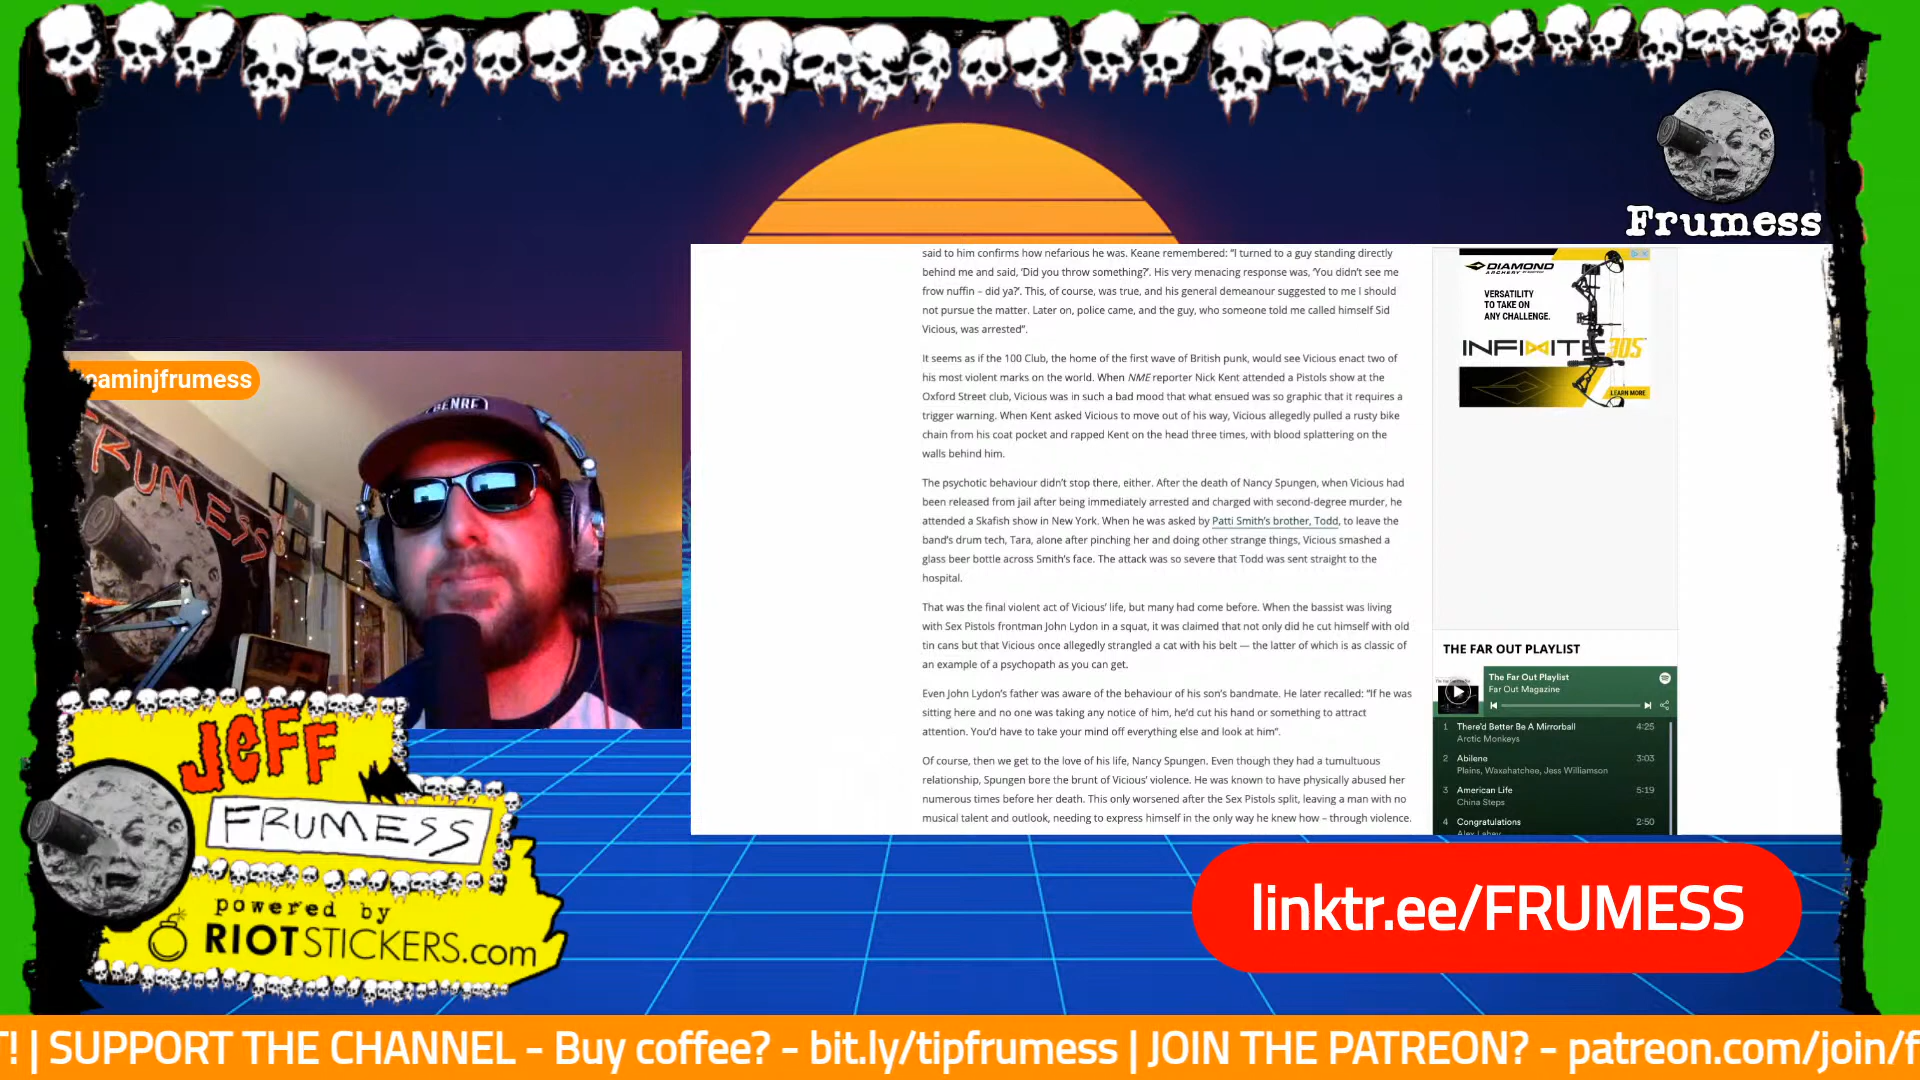 Frumess
caminjfrumess
GENRE
FRUMESS!
said to him confirms how nefarious he was. Keane remembered: “I turned to a guy standing directly
behind me and said, ‘Did you throw something?’. His very menacing response was, ‘You didn’t see me
frow nuffin – did ya?’. This, of course, was true, and his general demeanour suggested to me I should
not pursue the matter. Later on, police came, and the guy, who someone told me called himself Sid
Vicious, was arrested”.
It seems as if the 100 Club, the home of the first wave of British punk, would see Vicious enact two of
his most violent marks on the world. When NME reporter Nick Kent attended a Pistols show at the
Oxford Street club, Vicious was in such a bad mood that what ensued was so graphic that it requires a
trigger warning. When Kent asked Vicious to move out of his way, Vicious allegedly pulled a rusty bike
chain from his coat pocket and rapped Kent on the head three times, with blood splattering on the
walls behind him.
The psychotic behaviour didn’t stop there, either. After the death of Nancy Spungen, when Vicious had
been released from jail after being immediately arrested and charged with second-degree murder, he
attended a Skafish show in New York. When he was asked by Patti Smith’s brother, Todd, to leave the
band’s drum tech, Tara, alone after pinching her and doing other strange things, Vicious smashed a
glass beer bottle across Smith’s face. The attack was so severe that Todd was sent straight to the
hospital.
That was the final violent act of Vicious’ life, but many had come before. When the bassist was living
with Sex Pistols frontman John Lydon in a squat, it was claimed that not only did he cut himself with old
tin cans but that Vicious once allegedly strangled a cat with his belt — the latter of which is as classic of
an example of a psychopath as you can get.
Even John Lydon’s father was aware of the behaviour of his son’s bandmate. He later recalled: “If he was
sitting here and no one was taking any notice of him, he’d cut his hand or something to attract
attention. You’d have to take your mind off everything else and look at him”.
Of course, then we get to the love of his life, Nancy Spungen. Even though they had a tumultuous
relationship, Spungen bore the brunt of Vicious’ violence. He was known to have physically abused her
numerous times before her death. This only worsened after the Sex Pistols split, leaving a man with no
musical talent and outlook, needing to express himself in the only way he knew how – through violence.
DIAMOND
ARCHERY
VERSATILITY
TO TAKE ON
ANY CHALLENGE.
INFINITE 305
LEARN MORE
THE FAR OUT PLAYLIST
The Far Out Playlist
Far Out Magazine
1 There'd Better Be A Mirrorball 4:25
Arctic Monkeys
2 Abilene 3:03
Plains, Waxahatchee, Jess Williamson
3 American Life 5:19
China Steps
4 Congratulations 2:50
Alex Lahey
JEFF
FRUMESS
powered by
RIOTSTICKERS.com
linktr.ee/FRUMESS
T! | SUPPORT THE CHANNEL - Buy coffee? - bit.ly/tipfrumess | JOIN THE PATREON? - patreon.com/join/f